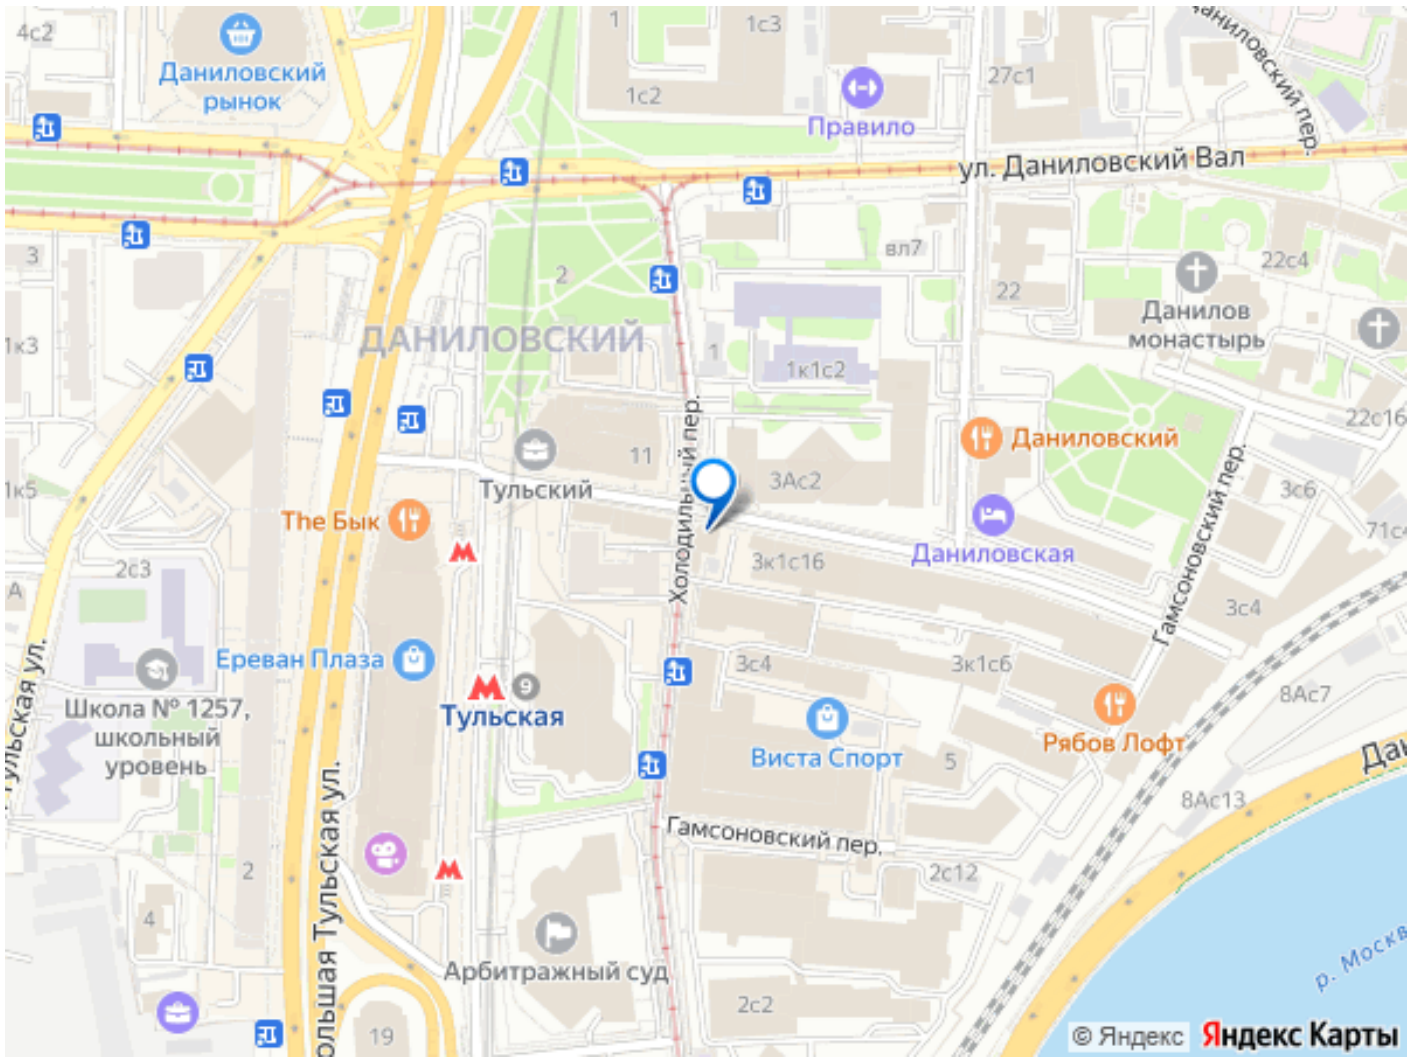 4с2
1
1с3
Даниловский пер.
Даниловский
рынок
27с1
1с2
Правило
ул. Даниловский Вал
3
2
вл7
22с4
22
Данилов
монастырь
ДАНИЛОВСКИЙ
1к3
1
1к1с2
22с16
Холодильный пер.
Даниловский
11
Тульский
3Ас2
Гамсоновский пер.
3с6
1к5
The Бык
71с4
Даниловская
2с3
3к1с16
А
3с4
Ереван Плаза
9
Тульская
3с4
3к1с6
8Ас7
Школа № 1257,
школьный
уровень
Тульская ул.
Виста Спорт
5
Рябов Лофт
Дан
8Ас13
Гамсоновский пер.
2
2с12
4
Большая Тульская ул.
Арбитражный суд
р. Москв
2с2
19
© Яндекс Яндекс Карты